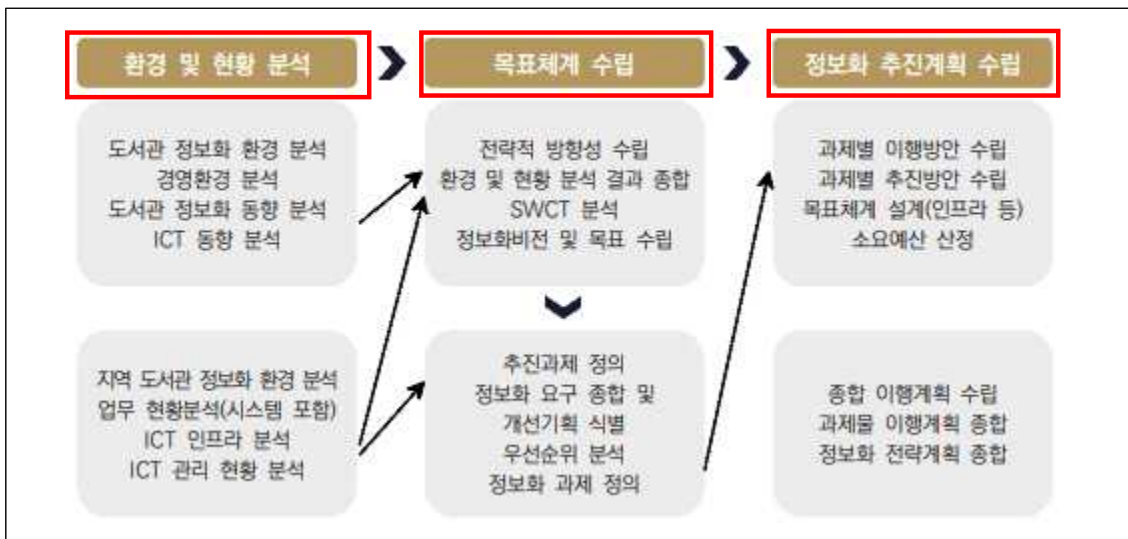 환경 및 현황 분석
도서관 정보화 환경 분석
경영환경 분석
도서관 정보화 동향 분석
ICT 동향 분석
지역 도서관 정보화 환경 분석
업무 현황분석(시스템 포함)
ICT 인프라 분석
ICT 관리 현황 분석
목표체계 수립
전략적 방향성 수립
환경 및 현황 분석 결과 종합
SWCT 분석
정보화비전 및 목표 수립
추진과제 정의
정보화 요구 종합 및
개선기획 식별
우선순위 분석
정보화 과제 정의
정보화 추진계획 수립
과제별 이행방안 수립
과제별 추진방안 수립
목표체계 설계(인프라 등)
소요예산 산정
종합 이행계획 수립
과제물 이행계획 종합
정보화 전략계획 종합